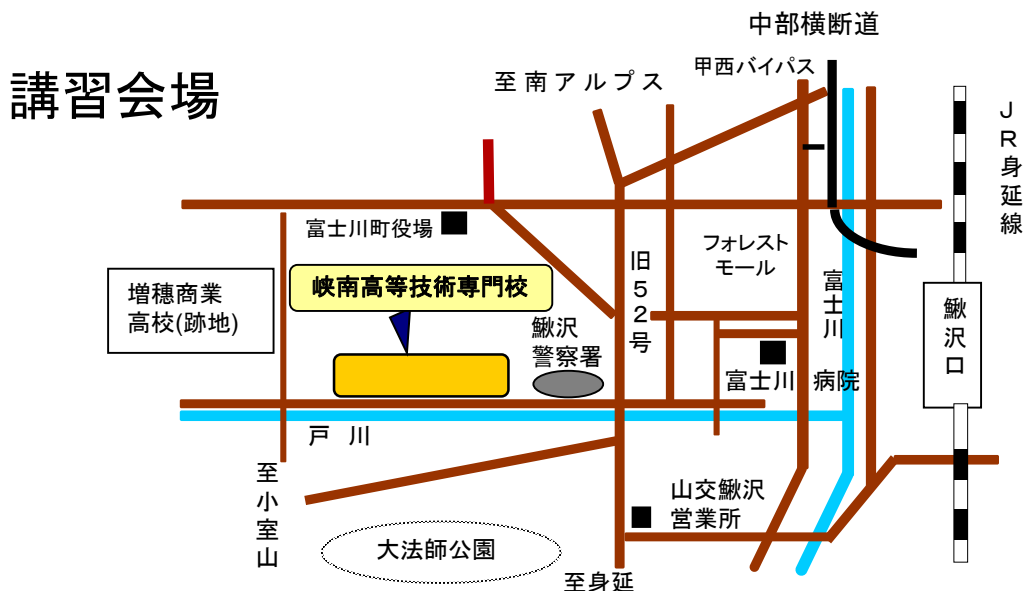 中部横断道
講習会場
至南アルプス
甲西バイパス
JR身延線
富士川町役場
フォレスト
モール
旧52号
富士川
増穂商業
高校(跡地)
峡南高等技術専門校
鰍沢
警察署
鰍沢口
富士川 病院
戸 川
至小室山
山交鰍沢
営業所
大法師公園
至身延